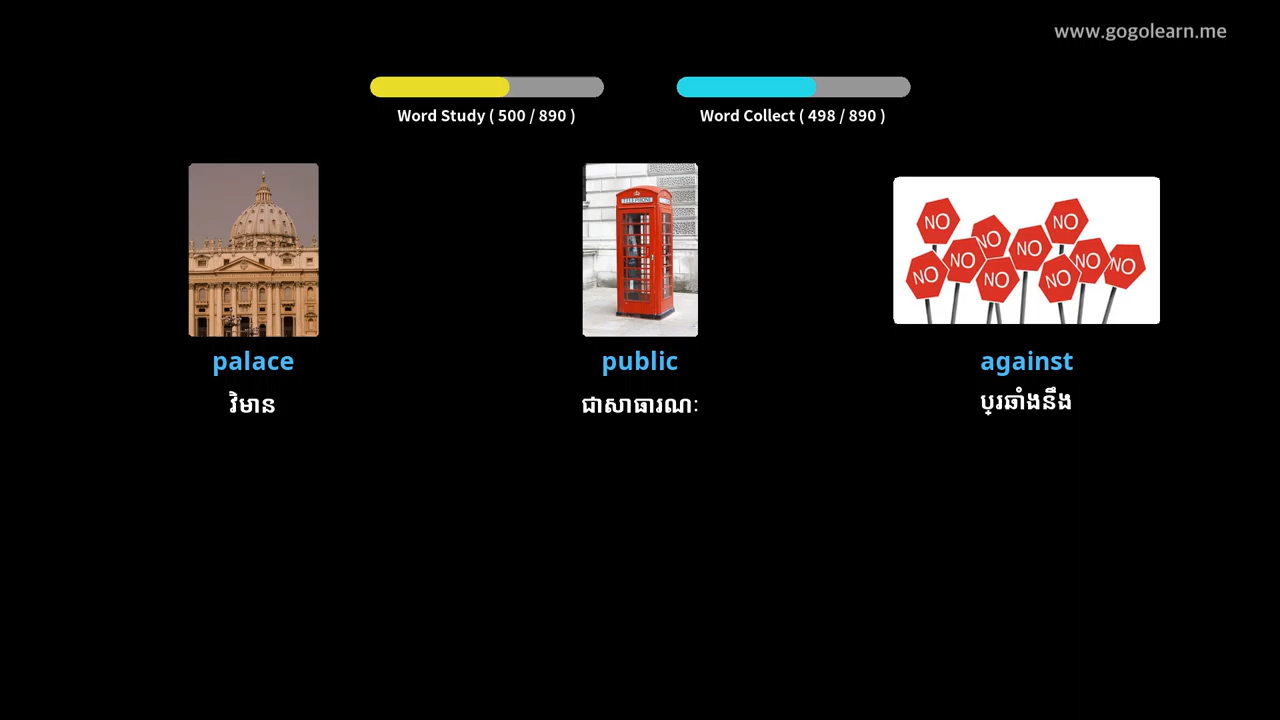 www.gogolearn.me
Word Study ( 500 / 890 )
Word Collect ( 498 / 890 )
TELEPHONE
NO
NO
NO
NO
NO
NO
NO
NO
NO
NO
palace
public
against
វិមាន
ជាសាធារណៈ
ប្រឆាំងនឹង